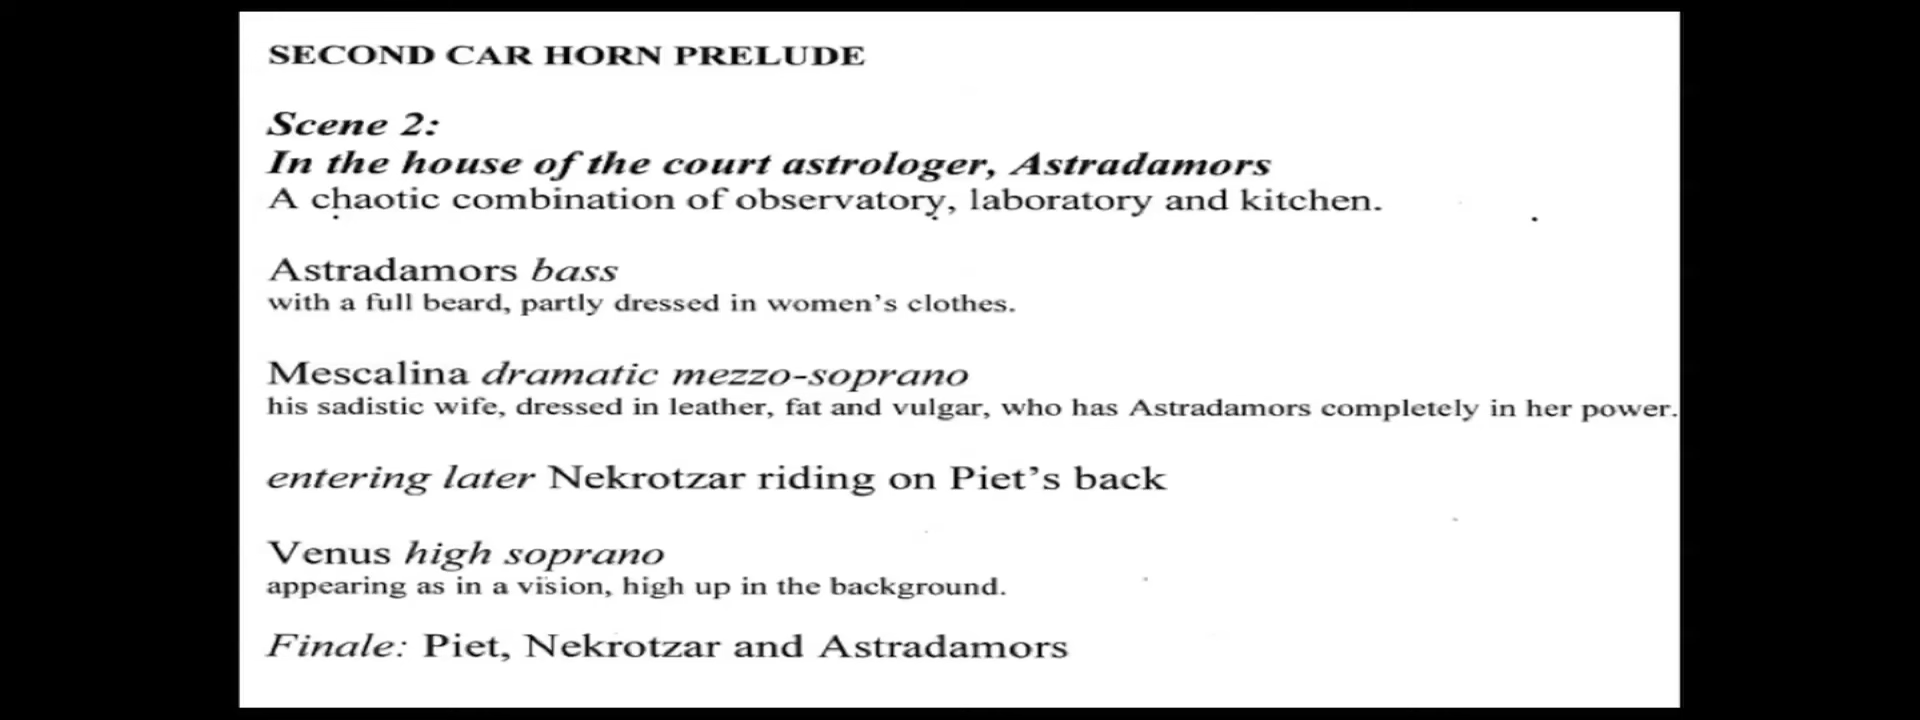 SECOND CAR HORN PRELUDE
Scene 2:
In the house of the court astrologer, Astradamors
A chaotic combination of observatory, laboratory and kitchen.
Astradamors bass
with a full beard, partly dressed in women's clothes.
Mescalina dramatic mezzo-soprano
his sadistic wife, dressed in leather, fat and vulgar, who has Astradamors completely in her power.
entering later Nekrotzar riding on Piet's back
Venus high soprano
appearing as in a vision, high up in the background.
Finale: Piet, Nekrotzar and Astradamors